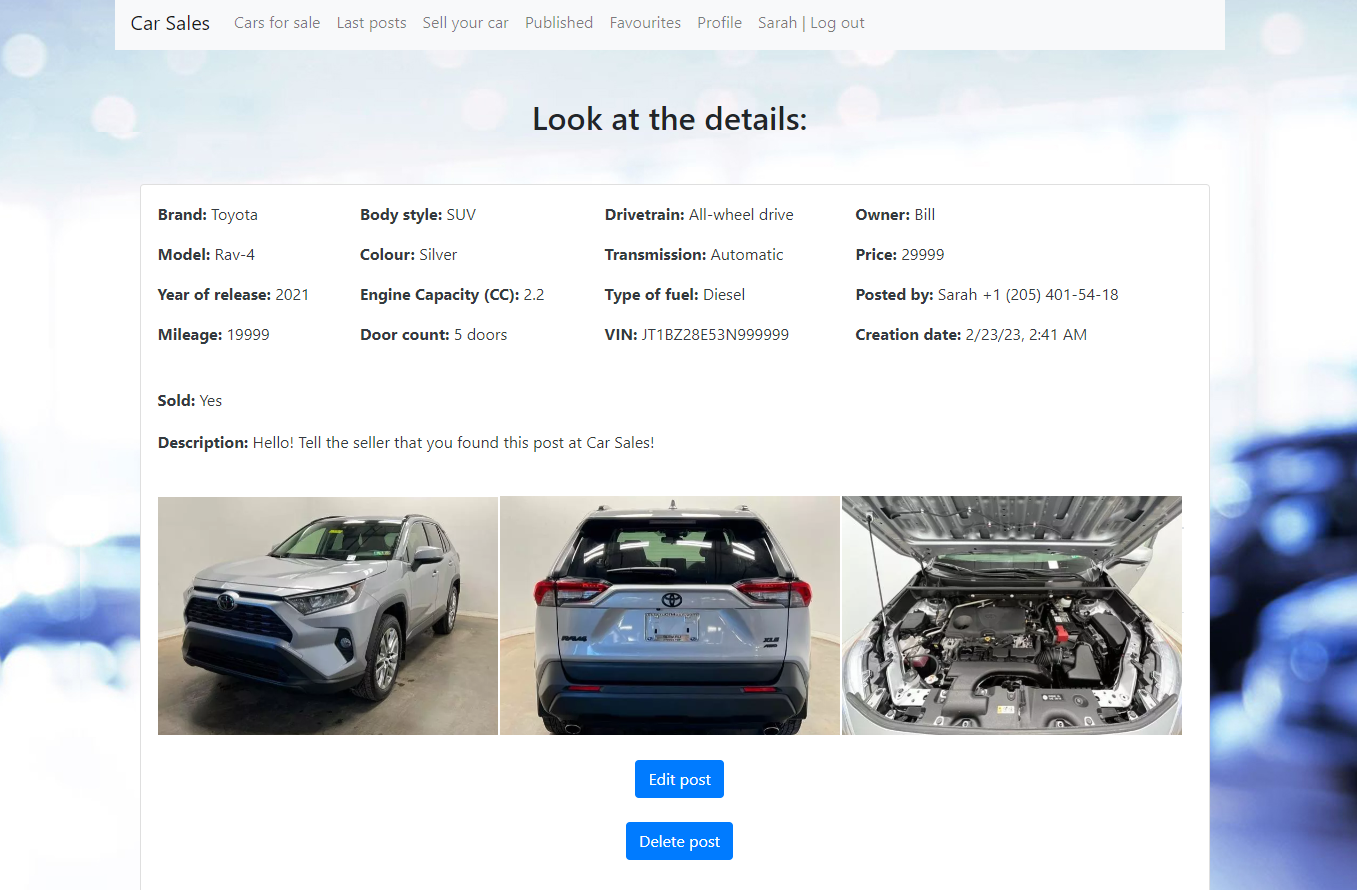 Car Sales Cars for sale Last posts Sell your car Published Favourites Profile Sarah | Log out
Look at the details:
Brand: Toyota Body style: SUV Drivetrain: All-wheel drive Owner: Bill
Model: Rav-4 Colour: Silver Transmission: Automatic Price: 29999
Year of release: 2021 Engine Capacity (CC): 2.2 Type of fuel: Diesel Posted by: Sarah +1 (205) 401-54-18
Mileage: 19999 Door count: 5 doors VIN: JT1BZ28E53N999999 Creation date: 2/23/23, 2:41 AM
Sold: Yes
Description: Hello! Tell the seller that you found this post at Car Sales!
RAV4 XLE
Edit post
Delete post